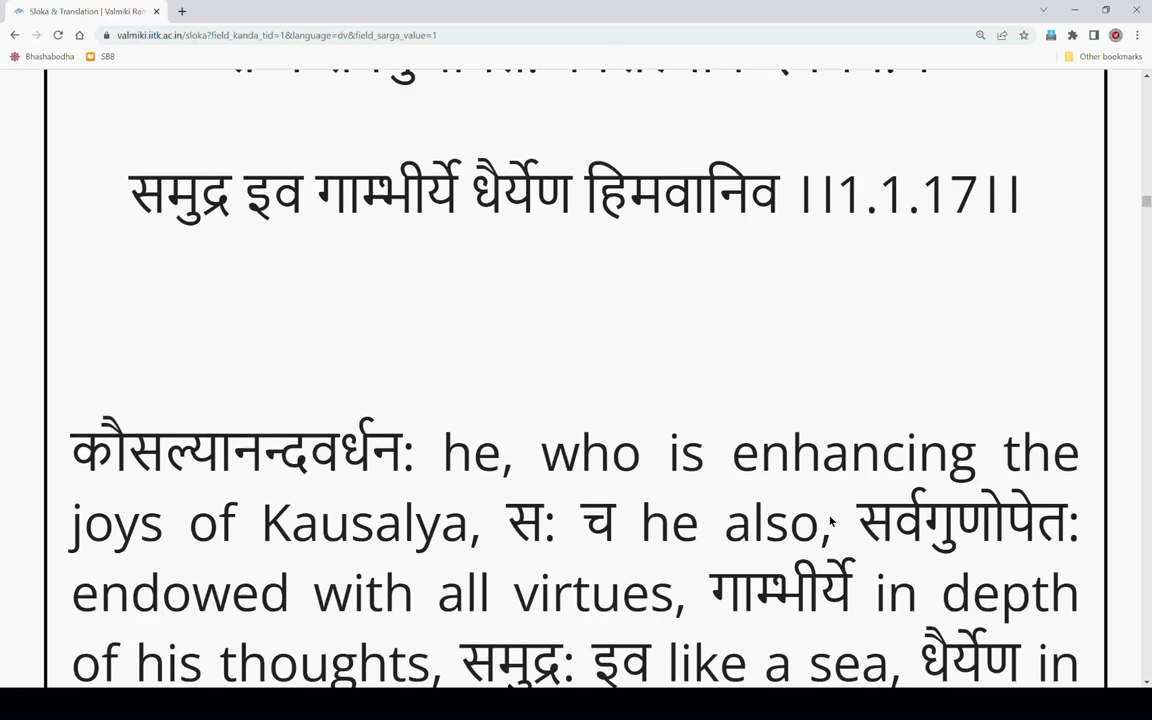 Sloka & Translation | Valmiki Ram
valmiki.iitk.ac.in/sloka?field_kanda_tid=1&language=dv&field_sarga_value=1
Bhashabodha SBB Other bookmarks
समुद्र इव गाम्भीर्ये धैर्येण हिमवानिव ।।1.1.17।।
कौसल्यानन्दवर्धन: he, who is enhancing the
joys of Kausalya, स: च he also, सर्वगुणोपेत:
endowed with all virtues, गाम्भीर्ये in depth
of his thoughts, समुद्र: इव like a sea, धैर्येण in